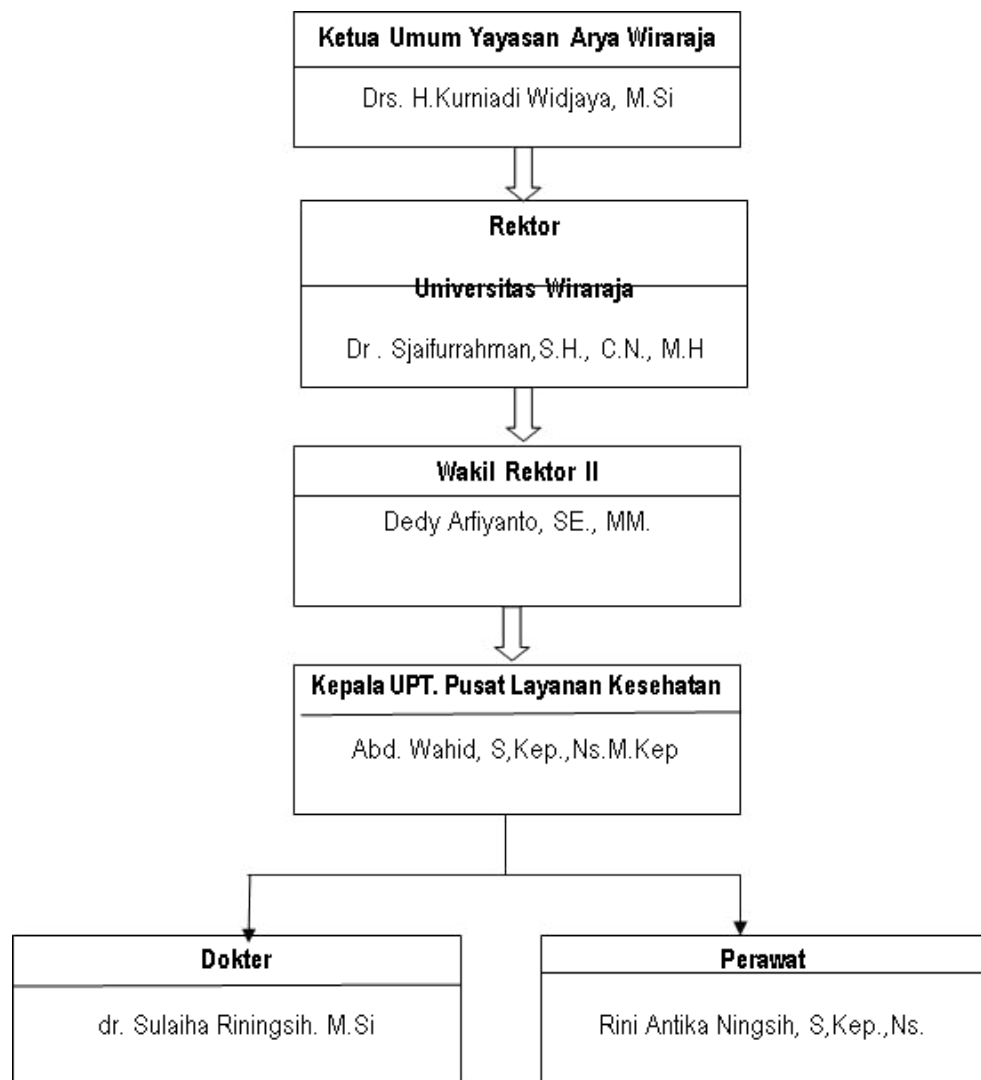 Ketua Umum Yayasan Arya Wiraraja
Drs. H.Kurniadi Widjaya, M.Si
Rektor
Universitas Wiraraja
Dr . Sjaifurrahman,S.H., C.N., M.H
Wakil Rektor II
Dedy Arfiyanto, SE., MM.
Kepala UPT. Pusat Layanan Kesehatan
Abd. Wahid, S,Kep.,Ns.M.Kep
Dokter
dr. Sulaiha Riningsih. M.Si
Perawat
Rini Antika Ningsih, S,Kep.,Ns.